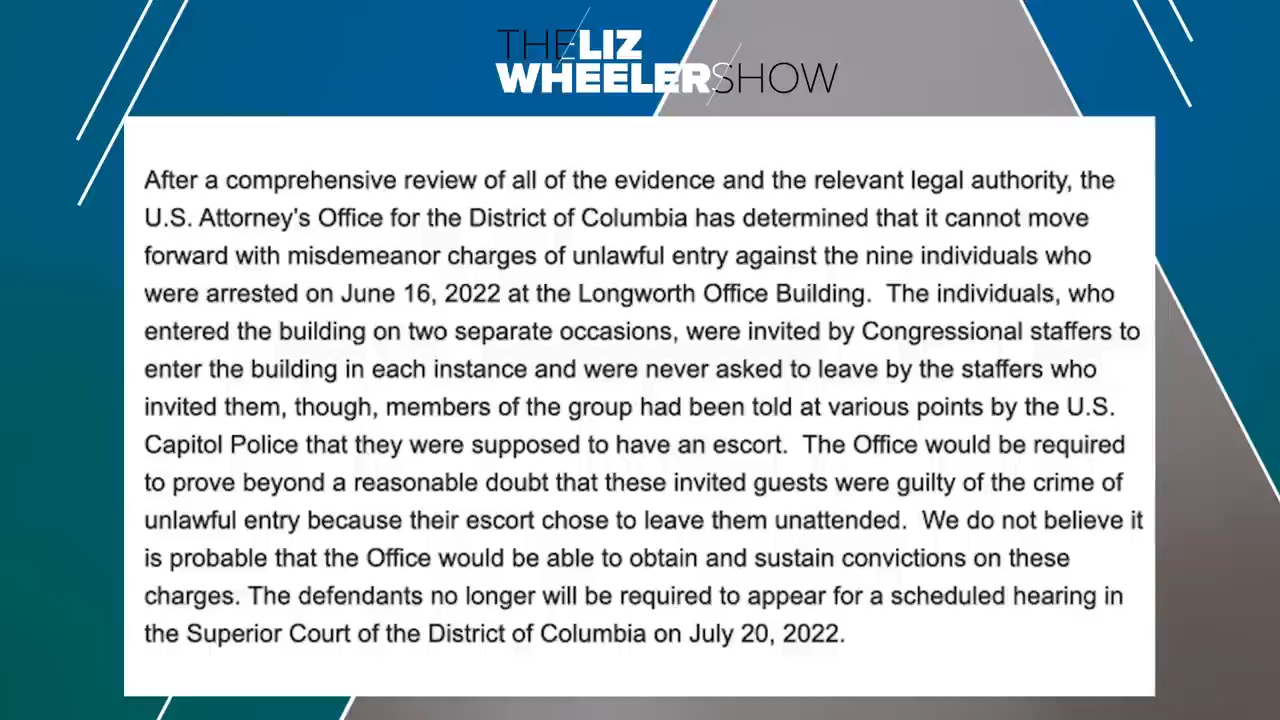 THE LIZ
WHEELER SHOW
After a comprehensive review of all of the evidence and the relevant legal authority, the
U.S. Attorney's Office for the District of Columbia has determined that it cannot move
forward with misdemeanor charges of unlawful entry against the nine individuals who
were arrested on June 16, 2022 at the Longworth Office Building.  The individuals, who
entered the building on two separate occasions, were invited by Congressional staffers to
enter the building in each instance and were never asked to leave by the staffers who
invited them, though, members of the group had been told at various points by the U.S.
Capitol Police that they were supposed to have an escort.  The Office would be required
to prove beyond a reasonable doubt that these invited guests were guilty of the crime of
unlawful entry because their escort chose to leave them unattended.  We do not believe it
is probable that the Office would be able to obtain and sustain convictions on these
charges. The defendants no longer will be required to appear for a scheduled hearing in
the Superior Court of the District of Columbia on July 20, 2022.